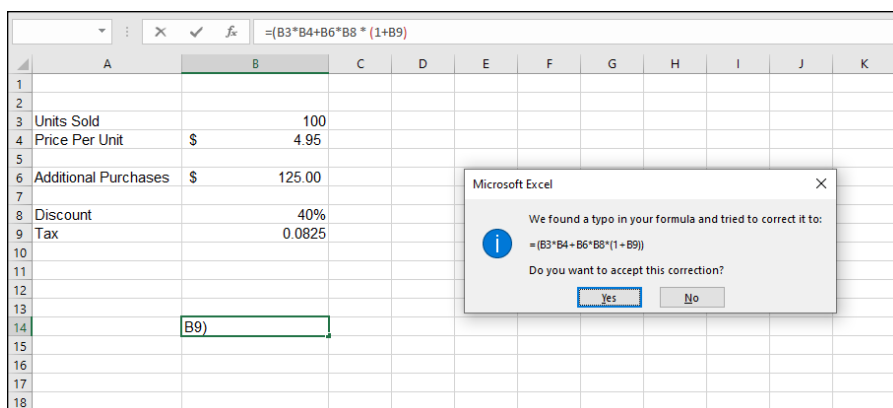 fx =(B3*B4+B6*B8 * (1+B9)
A B C D E F G H I J K
1
2
3 Units Sold 100
4 Price Per Unit $ 4.95
5
6 Additional Purchases $ 125.00
7
8 Discount 40%
9 Tax 0.0825
10
11
12
13
14 B9)
15
16
17
18
Microsoft Excel
We found a typo in your formula and tried to correct it to:
=(B3*B4+B6*B8*(1+B9))
Do you want to accept this correction?
Yes No